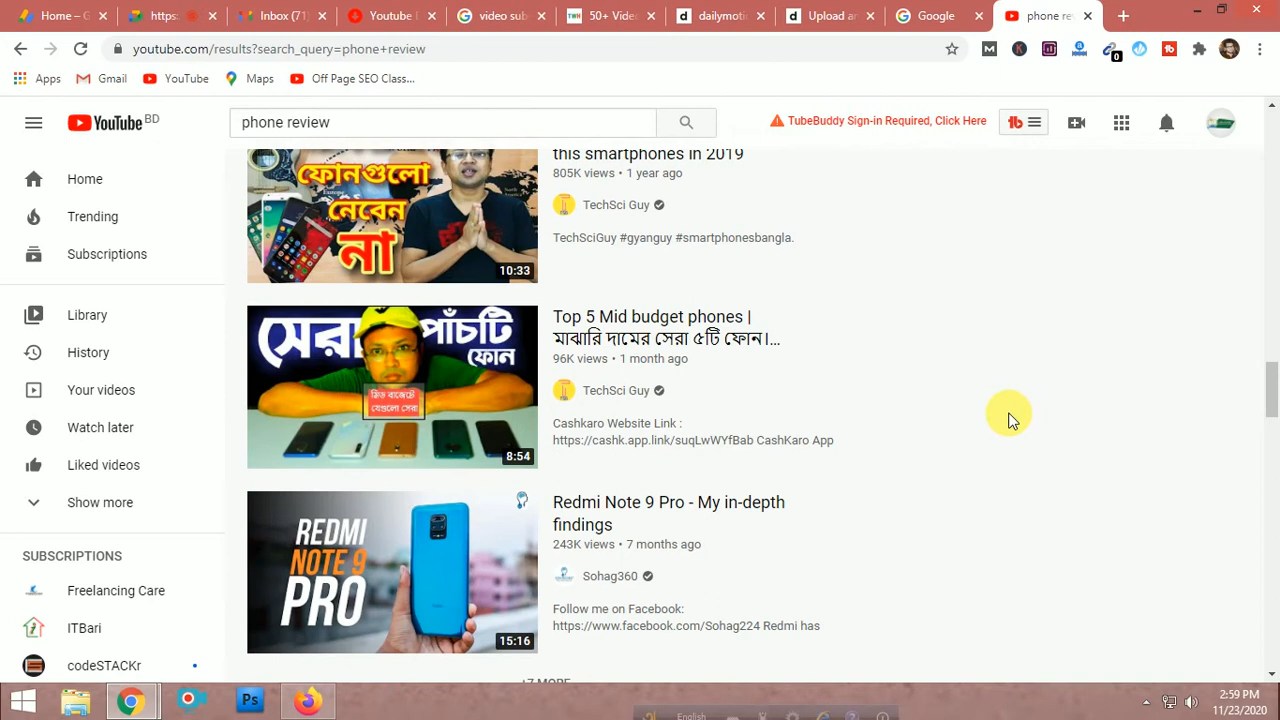 Home – G
https:
Inbox (71)
Youtube
video sub
50+ Vide
dailymoti
Upload an
Google
phone re
youtube.com/results?search_query=phone+review
0
Apps
Gmail
YouTube
Maps
Off Page SEO Class...
YouTube BD
phone review
TubeBuddy Sign-in Required, Click Here
Home
Trending
Subscriptions
Library
History
Your videos
Watch later
Liked videos
Show more
SUBSCRIPTIONS
Freelancing Care
ITBari
codeSTACKr
ফোনগুলো
নেবেন
না
10:33
this smartphones in 2019
805K views • 1 year ago
TechSci Guy
TechSciGuy #gyanguy #smartphonesbangla.
সেরা পাঁচটি
ফোন
মিড বাজেটে
যেগুলো সেরা
8:54
Top 5 Mid budget phones |
মাঝারি দামের সেরা ৫টি ফোন।...
96K views • 1 month ago
TechSci Guy
Cashkaro Website Link :
https://cashk.app.link/suqLwWYfBab CashKaro App
REDMI
NOTE 9
PRO
15:16
Redmi Note 9 Pro - My in-depth
findings
243K views • 7 months ago
Sohag360
Follow me on Facebook:
https://www.facebook.com/Sohag224 Redmi has
+7 MORE
Ps
English
2:59 PM
11/23/2020